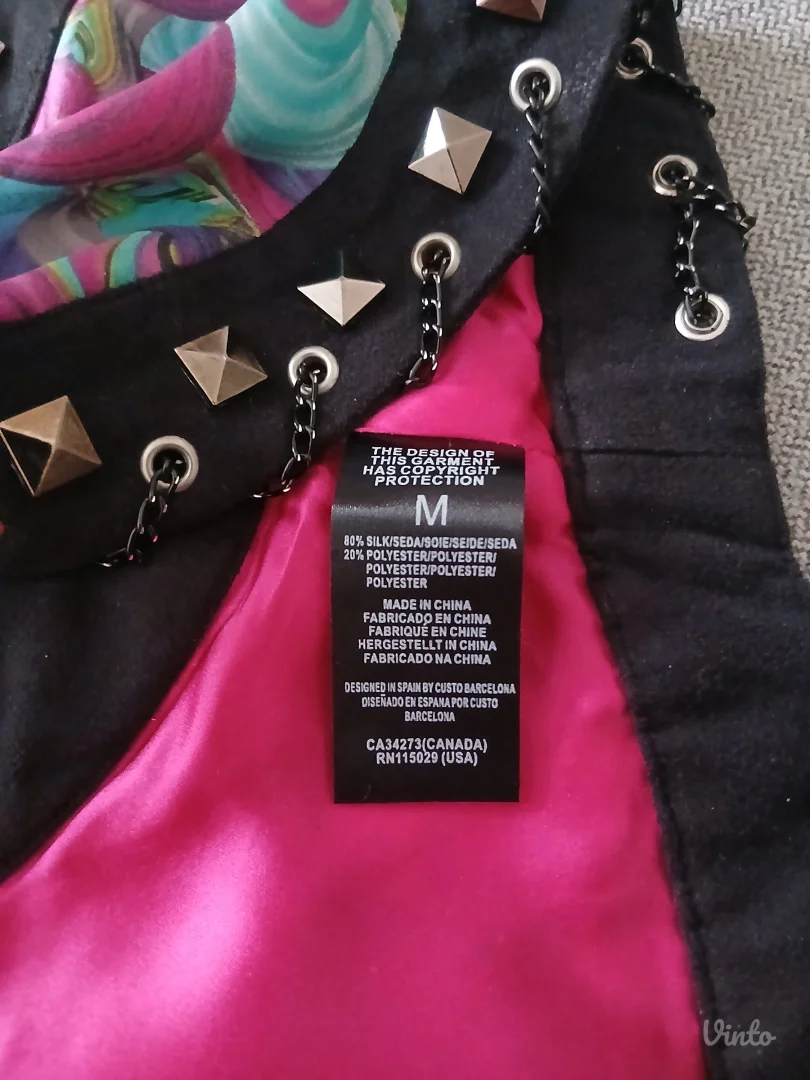 THE DESIGN OF
THIS GARMENT
HAS COPYRIGHT
PROTECTION
M
80% SILK/SEDA/SOIE/SEIDE/SEDA
20% POLYESTER/POLYESTER/
POLYESTER/POLYESTER/
POLYESTER
MADE IN CHINA
FABRICADO EN CHINA
FABRIQUÉ EN CHINE
HERGESTELLT IN CHINA
FABRICADO NA CHINA
DESIGNED IN SPAIN BY CUSTO BARCELONA
DISEÑADO EN ESPANA POR CUSTO
BARCELONA
CA34273(CANADA)
RN115029 (USA)
Vinto